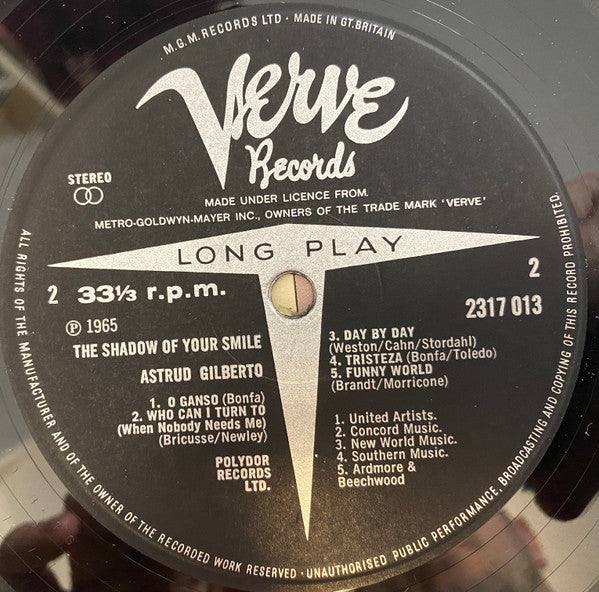 M.G.M. RECORDS LTD · MADE IN GT. BRITAIN
Verve
Records
STEREO
MADE UNDER LICENCE FROM
METRO-GOLDWYN-MAYER INC., OWNERS OF THE TRADE MARK 'VERVE'
LONG PLAY
2 33⅓ r.p.m.
2
2317 013
Ⓟ 1965
THE SHADOW OF YOUR SMILE
ASTRUD GILBERTO
1. O GANSO (Bonfa)
2. WHO CAN I TURN TO
(When Nobody Needs Me)
(Bricusse/Newley)
POLYDOR
RECORDS
LTD.
3. DAY BY DAY
(Weston/Cahn/Stordahl)
4. TRISTEZA (Bonfa/Toledo)
5. FUNNY WORLD
(Brandt/Morricone)
1. United Artists.
2. Concord Music.
3. New World Music.
4. Southern Music.
5. Ardmore &
Beechwood
ALL RIGHTS OF THE MANUFACTURER AND OF THE OWNER OF THE RECORDED WORK RESERVED · UNAUTHORISED PUBLIC PERFORMANCE, BROADCASTING AND COPYING OF THIS RECORD PROHIBITED.